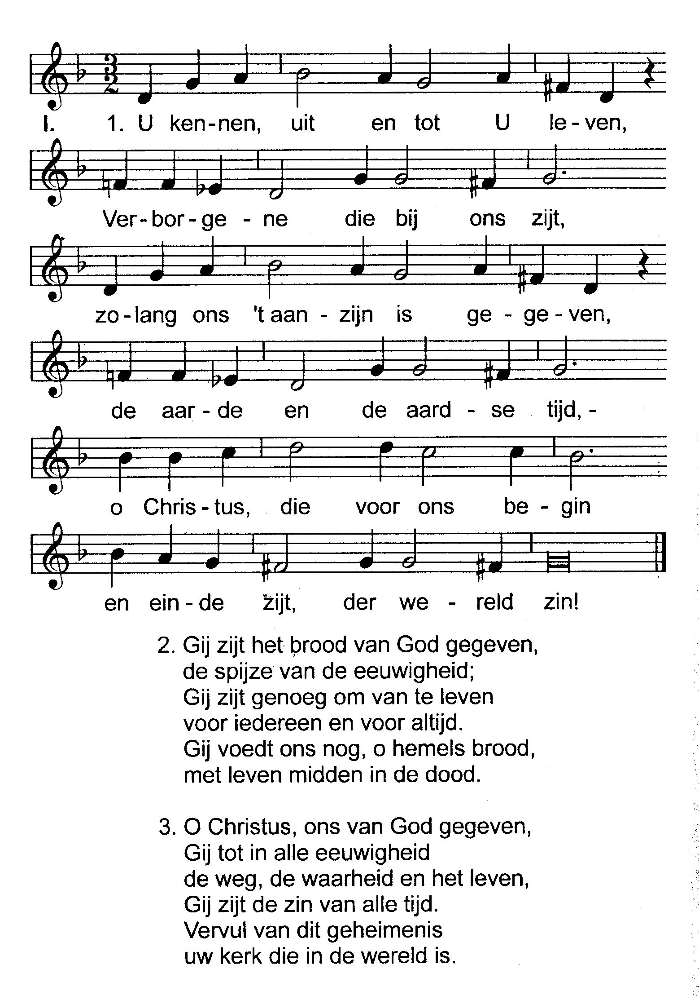 I. 1. U ken-nen, uit en tot U le-ven,
Ver-bor-ge-ne die bij ons zijt,
zo-lang ons 't aan-zijn is ge-ge-ven,
de aar-de en de aard-se tijd,-
o Chris-tus, die voor ons be-gin
en ein-de zijt, der we-reld zin!
2. Gij zijt het brood van God gegeven,
de spijze van de eeuwigheid;
Gij zijt genoeg om van te leven
voor iedereen en voor altijd.
Gij voedt ons nog, o hemels brood,
met leven midden in de dood.
3. O Christus, ons van God gegeven,
Gij tot in alle eeuwigheid
de weg, de waarheid en het leven,
Gij zijt de zin van alle tijd.
Vervul van dit geheimenis
uw kerk die in de wereld is.